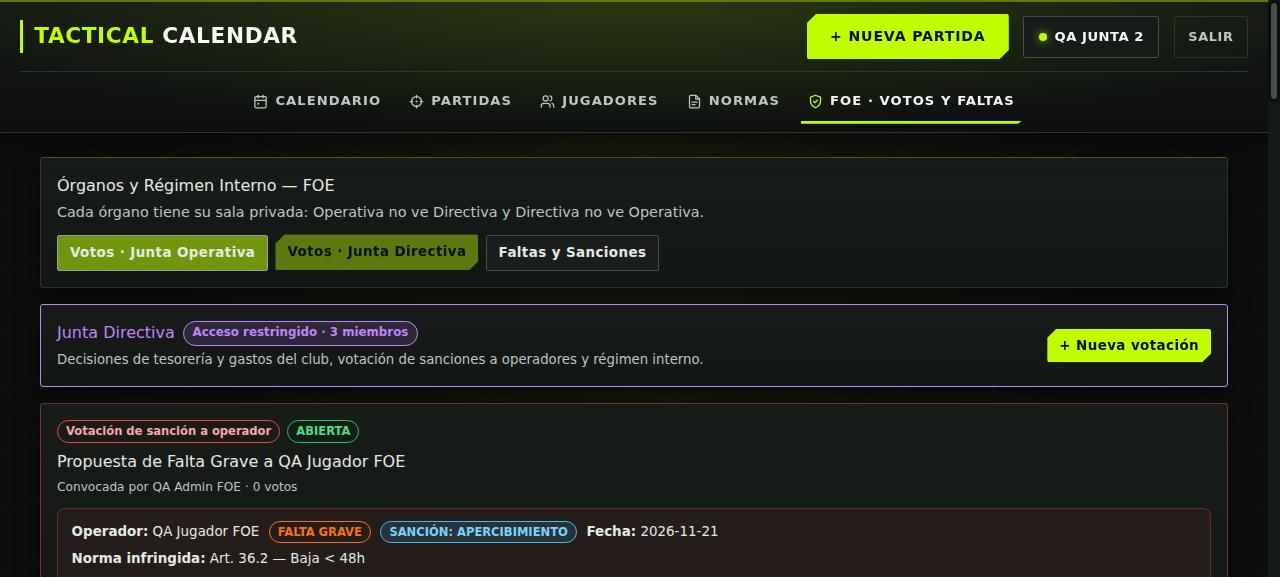 TACTICAL CALENDAR
+ NUEVA PARTIDA
QA JUNTA 2
SALIR
CALENDARIO
PARTIDAS
JUGADORES
NORMAS
FOE · VOTOS Y FALTAS
Órganos y Régimen Interno — FOE
Cada órgano tiene su sala privada: Operativa no ve Directiva y Directiva no ve Operativa.
Votos · Junta Operativa
Votos · Junta Directiva
Faltas y Sanciones
Junta Directiva
Acceso restringido · 3 miembros
Decisiones de tesorería y gastos del club, votación de sanciones a operadores y régimen interno.
+ Nueva votación
Votación de sanción a operador
ABIERTA
Propuesta de Falta Grave a QA Jugador FOE
Convocada por QA Admin FOE · 0 votos
Operador: QA Jugador FOE FALTA GRAVE SANCIÓN: APERCIBIMIENTO Fecha: 2026-11-21
Norma infringida: Art. 36.2 — Baja < 48h